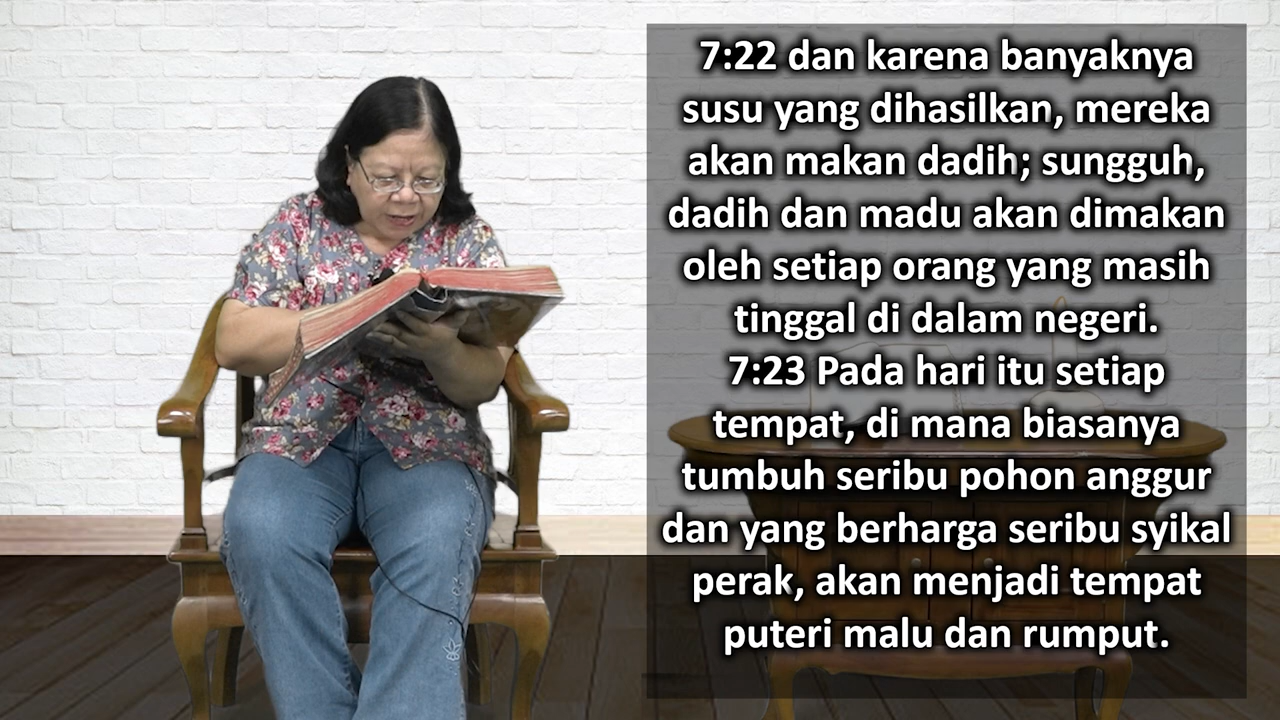 7:22 dan karena banyaknya
susu yang dihasilkan, mereka
akan makan dadih; sungguh,
dadih dan madu akan dimakan
oleh setiap orang yang masih
tinggal di dalam negeri.
7:23 Pada hari itu setiap
tempat, di mana biasanya
tumbuh seribu pohon anggur
dan yang berharga seribu syikal
perak, akan menjadi tempat
puteri malu dan rumput.